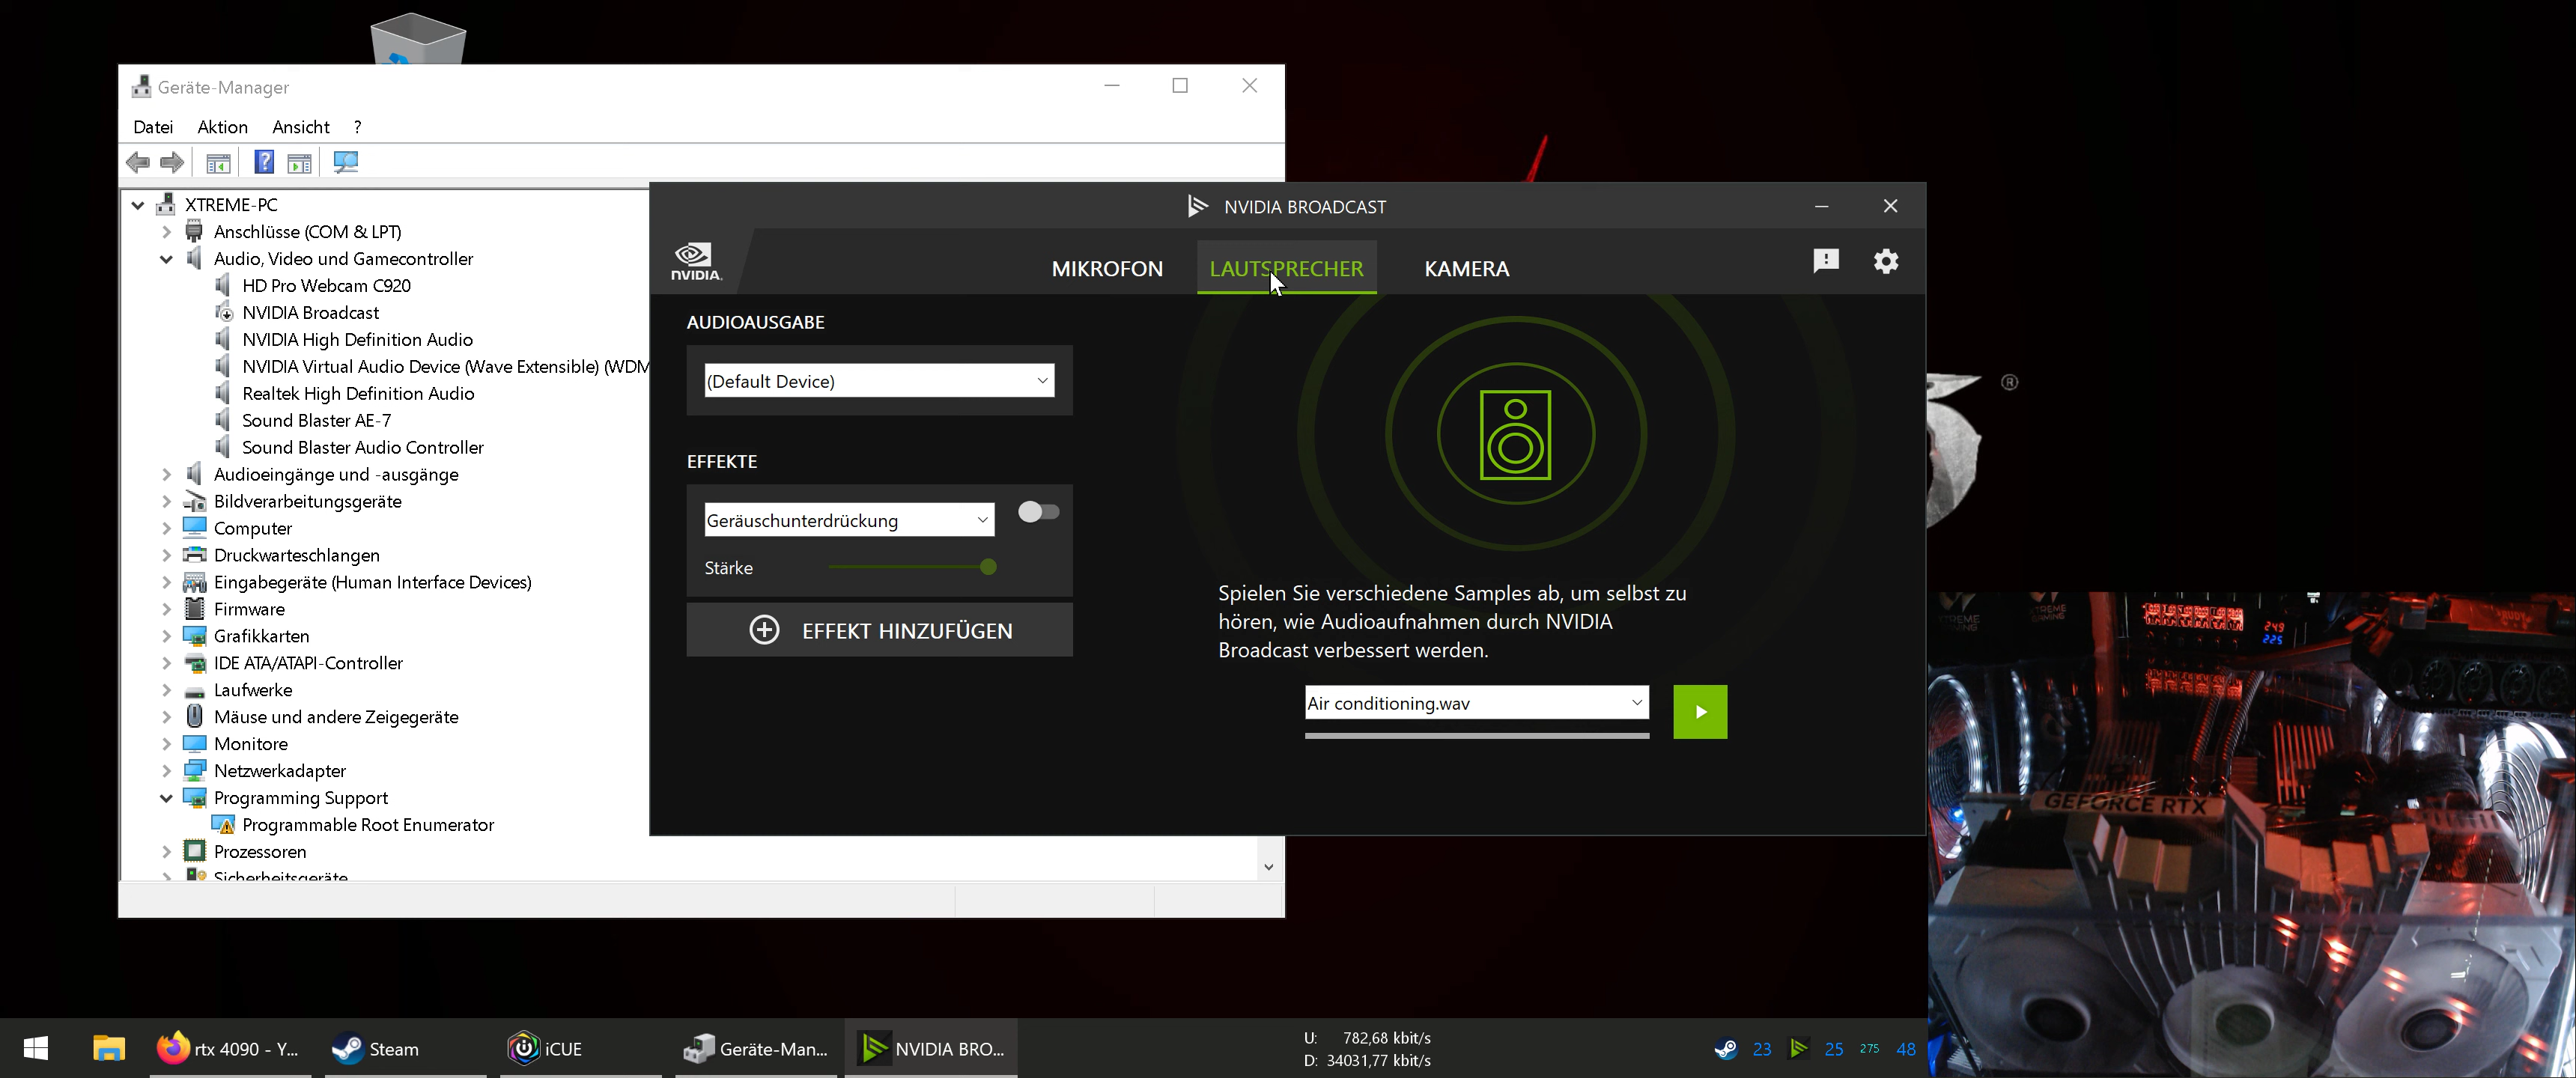 Geräte-Manager
Datei Aktion Ansicht ?
XTREME-PC
Anschlüsse (COM & LPT)
Audio, Video und Gamecontroller
HD Pro Webcam C920
NVIDIA Broadcast
NVIDIA High Definition Audio
NVIDIA Virtual Audio Device (Wave Extensible) (WDM
Realtek High Definition Audio
Sound Blaster AE-7
Sound Blaster Audio Controller
Audioeingänge und -ausgänge
Bildverarbeitungsgeräte
Computer
Druckwarteschlangen
Eingabegeräte (Human Interface Devices)
Firmware
Grafikkarten
IDE ATA/ATAPI-Controller
Laufwerke
Mäuse und andere Zeigegeräte
Monitore
Netzwerkadapter
Programming Support
Programmable Root Enumerator
Prozessoren
Sicherheitsgeräte
NVIDIA BROADCAST
NVIDIA.
MIKROFON LAUTSPRECHER KAMERA
AUDIOAUSGABE
(Default Device)
EFFEKTE
Geräuschunterdrückung
Stärke
EFFEKT HINZUFÜGEN
Spielen Sie verschiedene Samples ab, um selbst zu
hören, wie Audioaufnahmen durch NVIDIA
Broadcast verbessert werden.
Air conditioning.wav
®
249
225
GEFORCE RTX
rtx 4090 - Y...
Steam
iCUE
Geräte-Man...
NVIDIA BRO...
U: 782,68 kbit/s
D: 34031,77 kbit/s
23 25 275 48